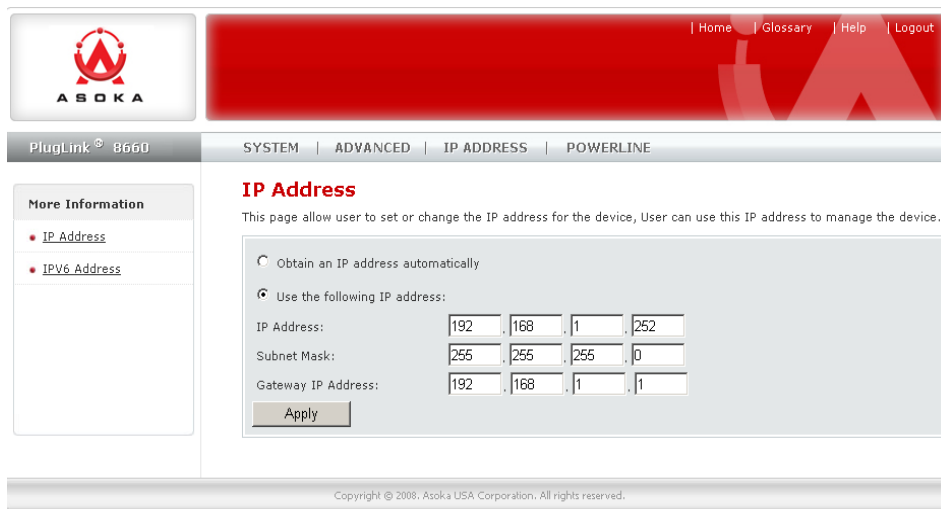 | Home | Glossary | Help | Logout
ASOKA
PlugLink ® 8660
SYSTEM | ADVANCED | IP ADDRESS | POWERLINE
More Information
IP Address
IPV6 Address
IP Address
This page allow user to set or change the IP address for the device, User can use this IP address to manage the device.
Obtain an IP address automatically
Use the following IP address:
IP Address: 192 . 168 . 1 . 252
Subnet Mask: 255 . 255 . 255 . 0
Gateway IP Address: 192 . 168 . 1 . 1
Apply
Copyright © 2008. Asoka USA Corporation. All rights reserved.